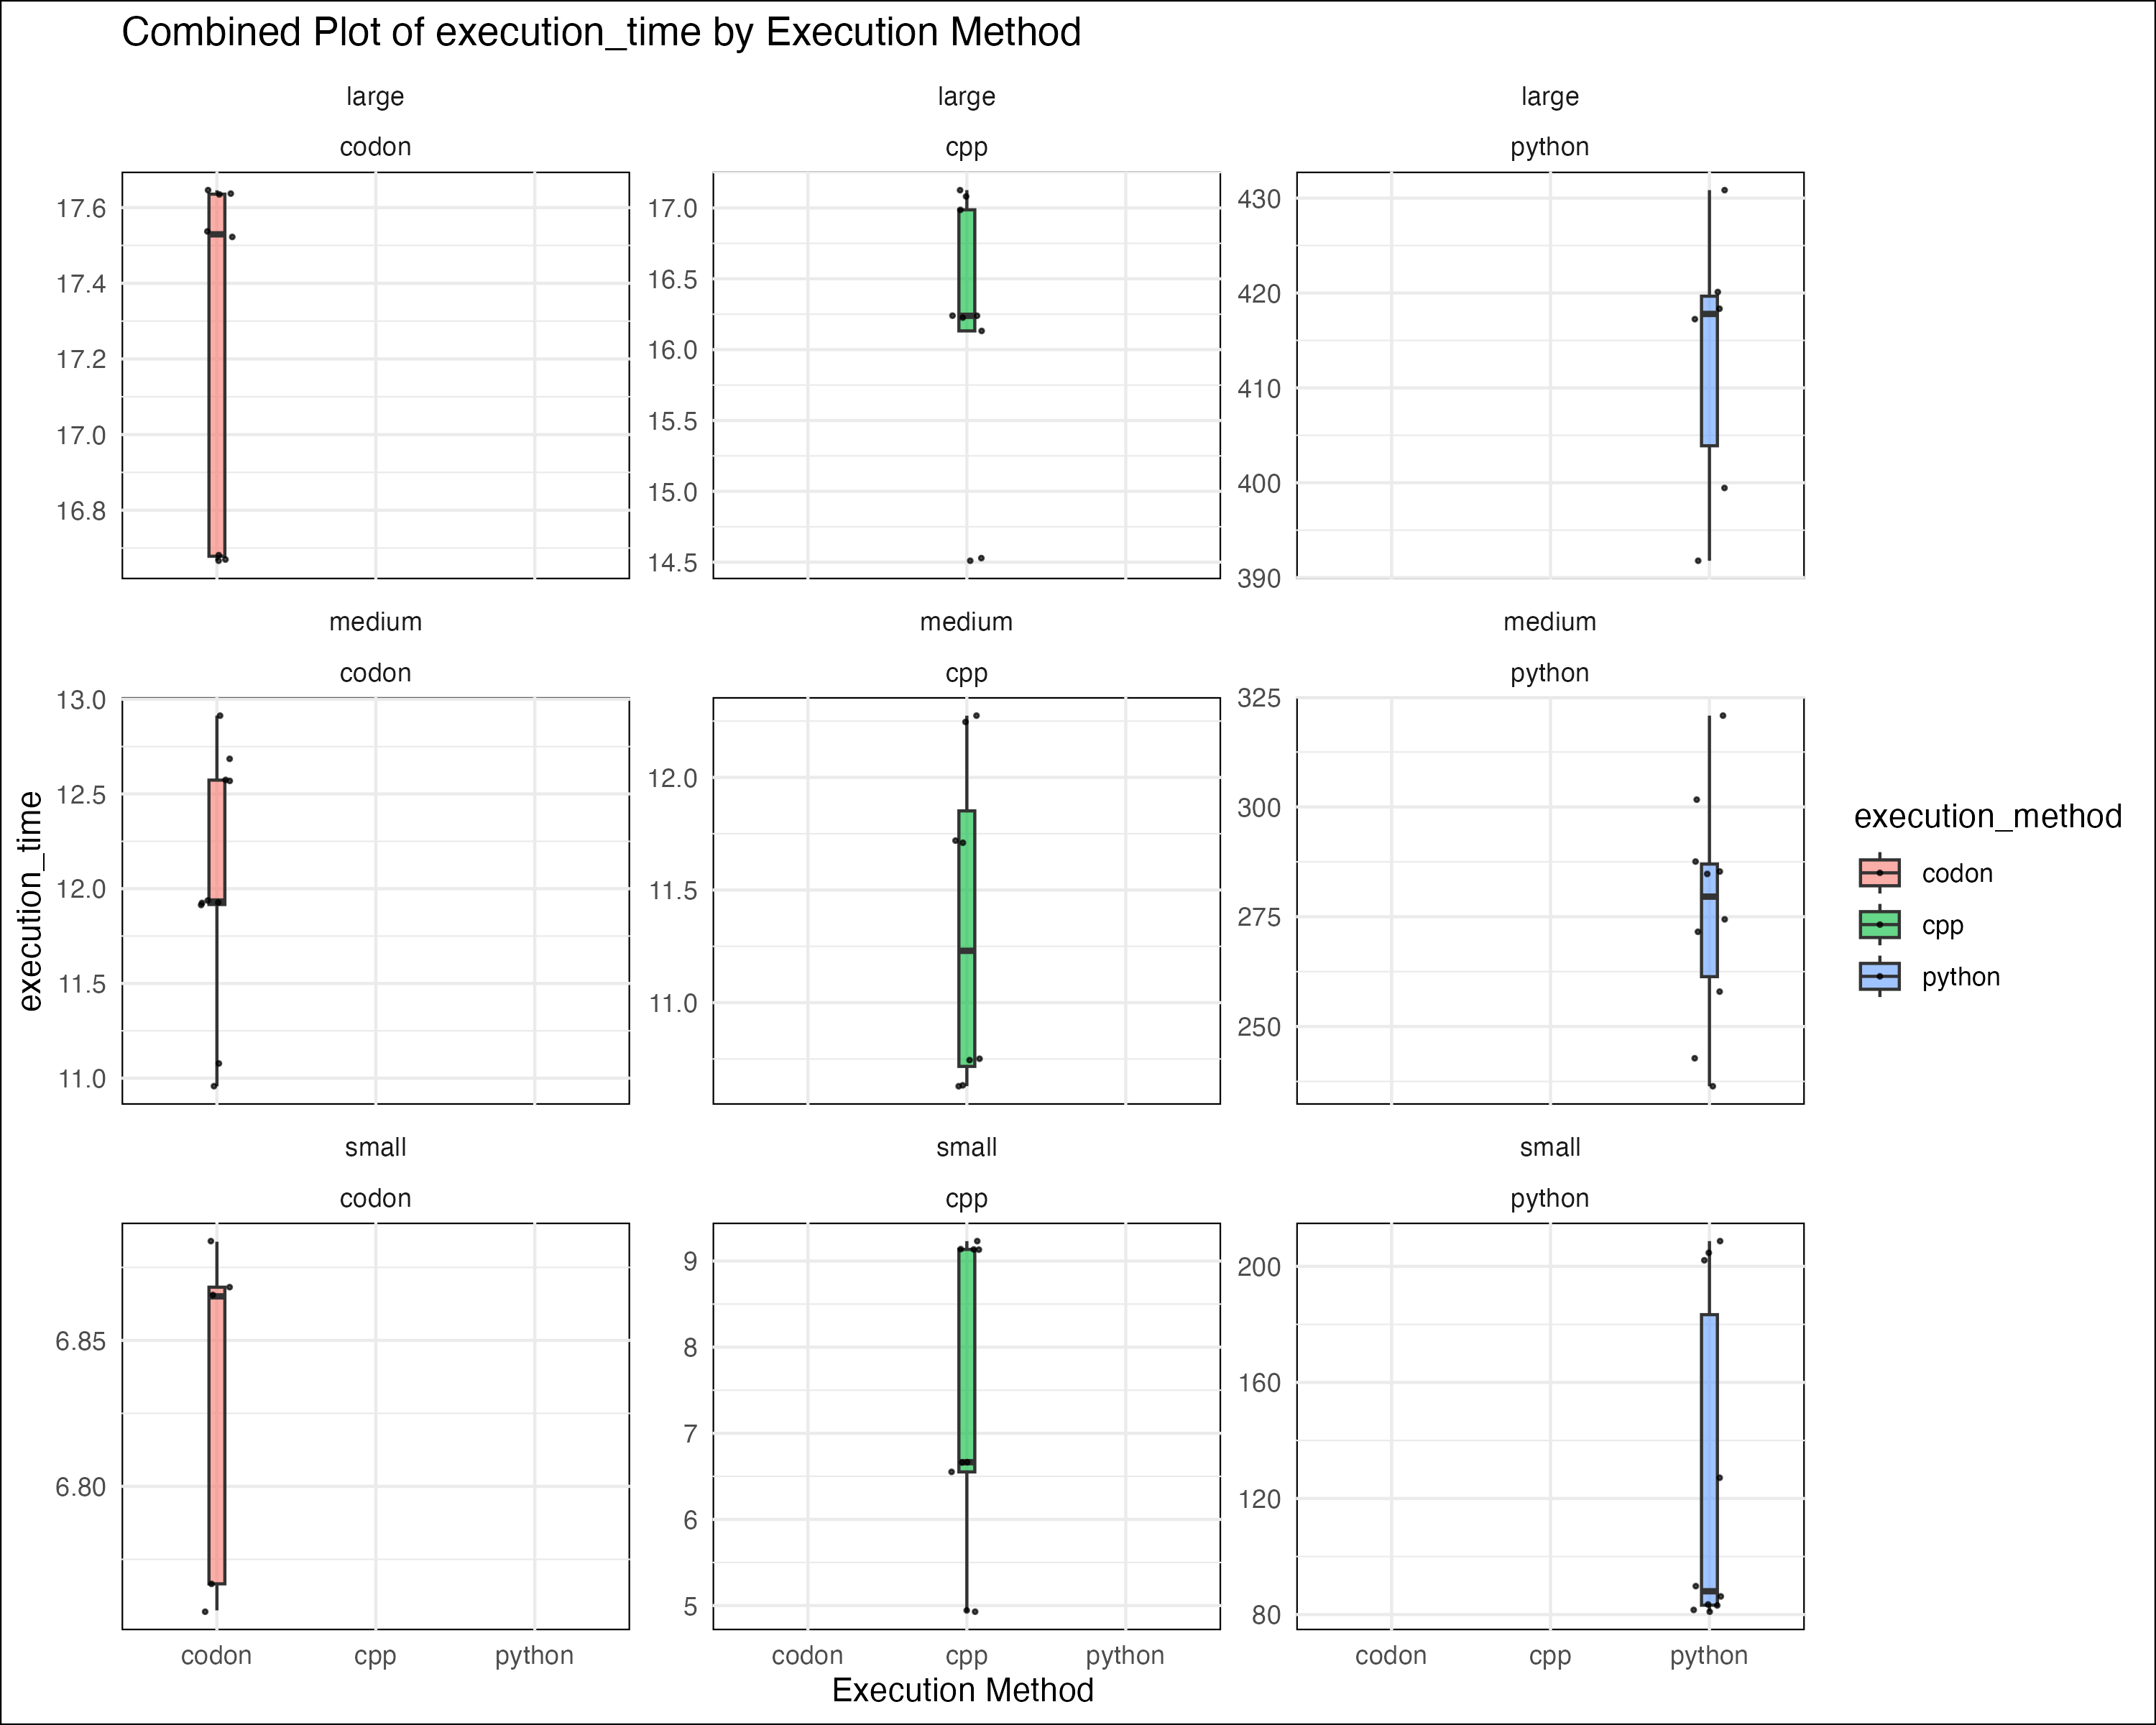 Combined Plot of execution_time by Execution Method
large
large
large
codon
cpp
python
17.6
17.4
17.2
17.0
16.8
17.0
16.5
16.0
15.5
15.0
14.5
430
420
410
400
390
medium
medium
medium
codon
cpp
python
13.0
12.5
12.0
11.5
11.0
12.0
11.5
11.0
325
300
275
250
execution_time
execution_method
codon
cpp
python
small
small
small
codon
cpp
python
6.85
6.80
9
8
7
6
5
200
160
120
80
codon cpp python
codon cpp python
codon cpp python
Execution Method